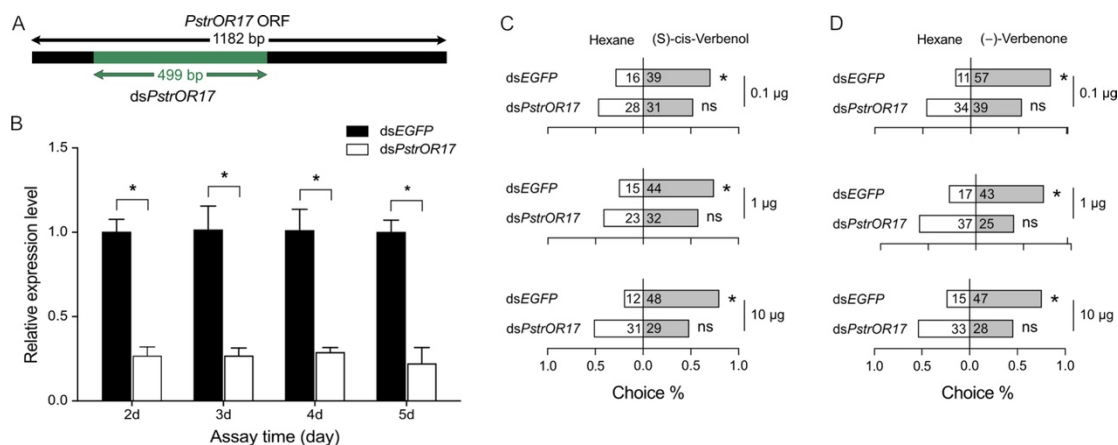 A
PstrOR17 ORF
1182 bp
499 bp
dsPstrOR17
B
dsEGFP
dsPstrOR17
Relative expression level
1.5
1.0
0.5
0.0
* * * *
2d 3d 4d 5d
Assay time (day)
C
Hexane (S)-cis-Verbenol
dsEGFP 16 39 *
dsPstrOR17 28 31 ns
0.1 µg
dsEGFP 15 44 *
dsPstrOR17 23 32 ns
1 µg
dsEGFP 12 48 *
dsPstrOR17 31 29 ns
10 µg
1.0 0.5 0.0 0.5 1.0
Choice %
D
Hexane (−)-Verbenone
dsEGFP 11 57 *
dsPstrOR17 34 39 ns
0.1 µg
dsEGFP 17 43 *
dsPstrOR17 37 25 ns
1 µg
dsEGFP 15 47 *
dsPstrOR17 33 28 ns
10 µg
1.0 0.5 0.0 0.5 1.0
Choice %